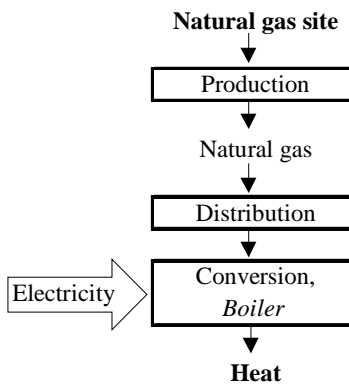 Natural gas site
Production
Natural gas
Distribution
Electricity
Conversion,
Boiler
Heat